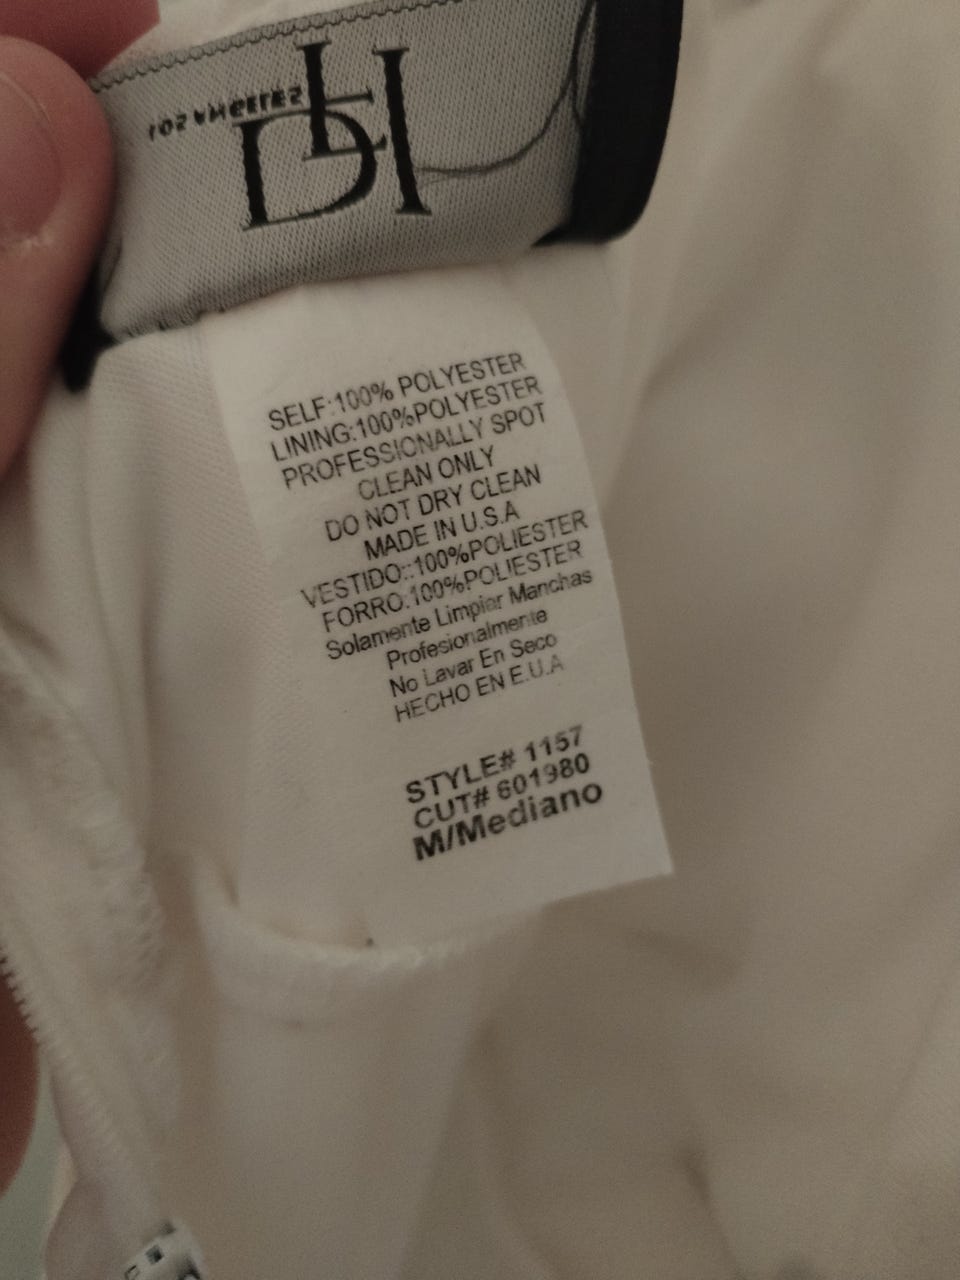 LOS ANGELES
DH
SELF:100% POLYESTER
LINING:100%POLYESTER
PROFESSIONALLY SPOT
CLEAN ONLY
DO NOT DRY CLEAN
MADE IN U.S.A
VESTIDO::100%POLIESTER
FORRO:100%POLIESTER
Solamente Limpiar Manchas
Profesionalmente
No Lavar En Seco
HECHO EN E.U.A
STYLE# 1157
CUT# 601980
M/Mediano